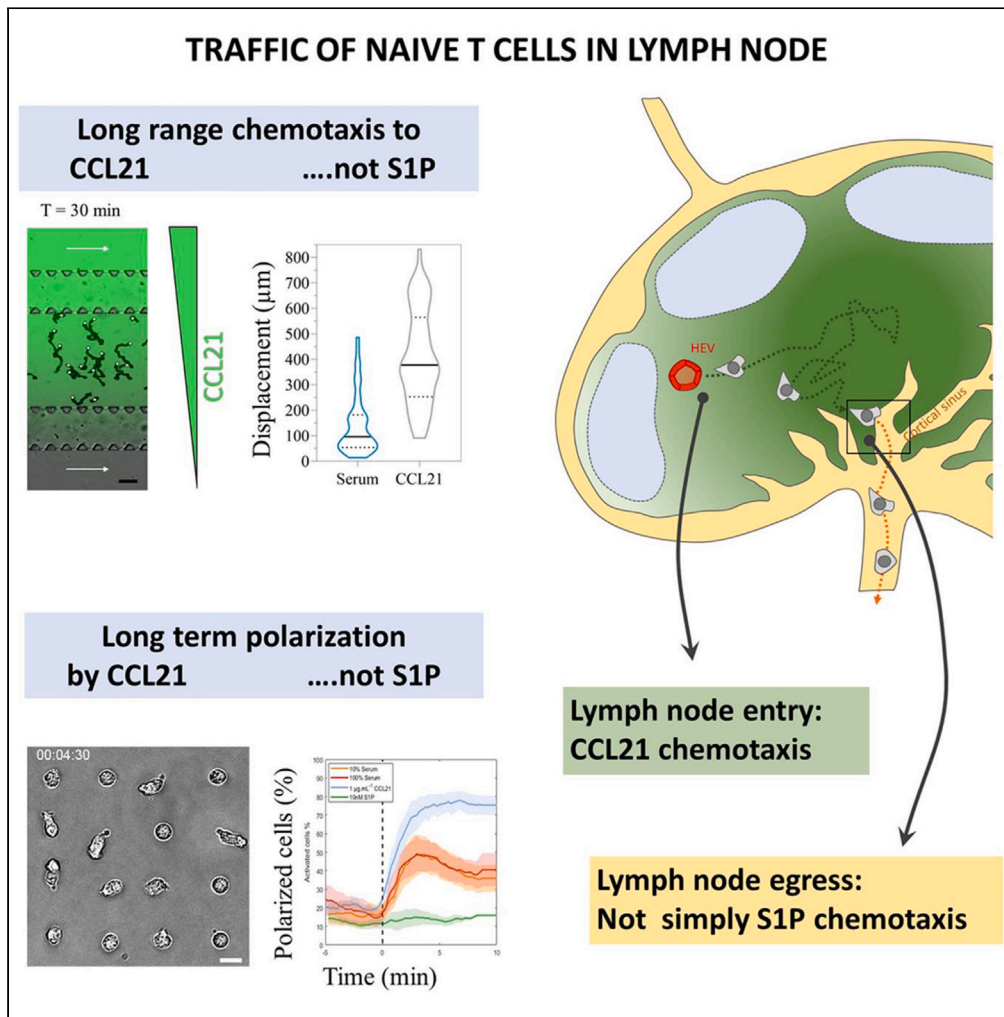 TRAFFIC OF NAIVE T CELLS IN LYMPH NODE
Long range chemotaxis to
CCL21 ....not S1P
T = 30 min
CCL21
Displacement (µm)
800
700
600
500
400
300
200
100
0
Serum CCL21
HEV
Cortical sinus
Long term polarization
by CCL21 ....not S1P
00:04:30
Polarized cells (%)
Activated cells %
100
90
80
70
60
50
40
30
20
10
0
10% Serum
100% Serum
1 µg.mL⁻¹ CCL21
10nM S1P
-5 0 5 10
Time (min)
Lymph node entry:
CCL21 chemotaxis
Lymph node egress:
Not simply S1P chemotaxis